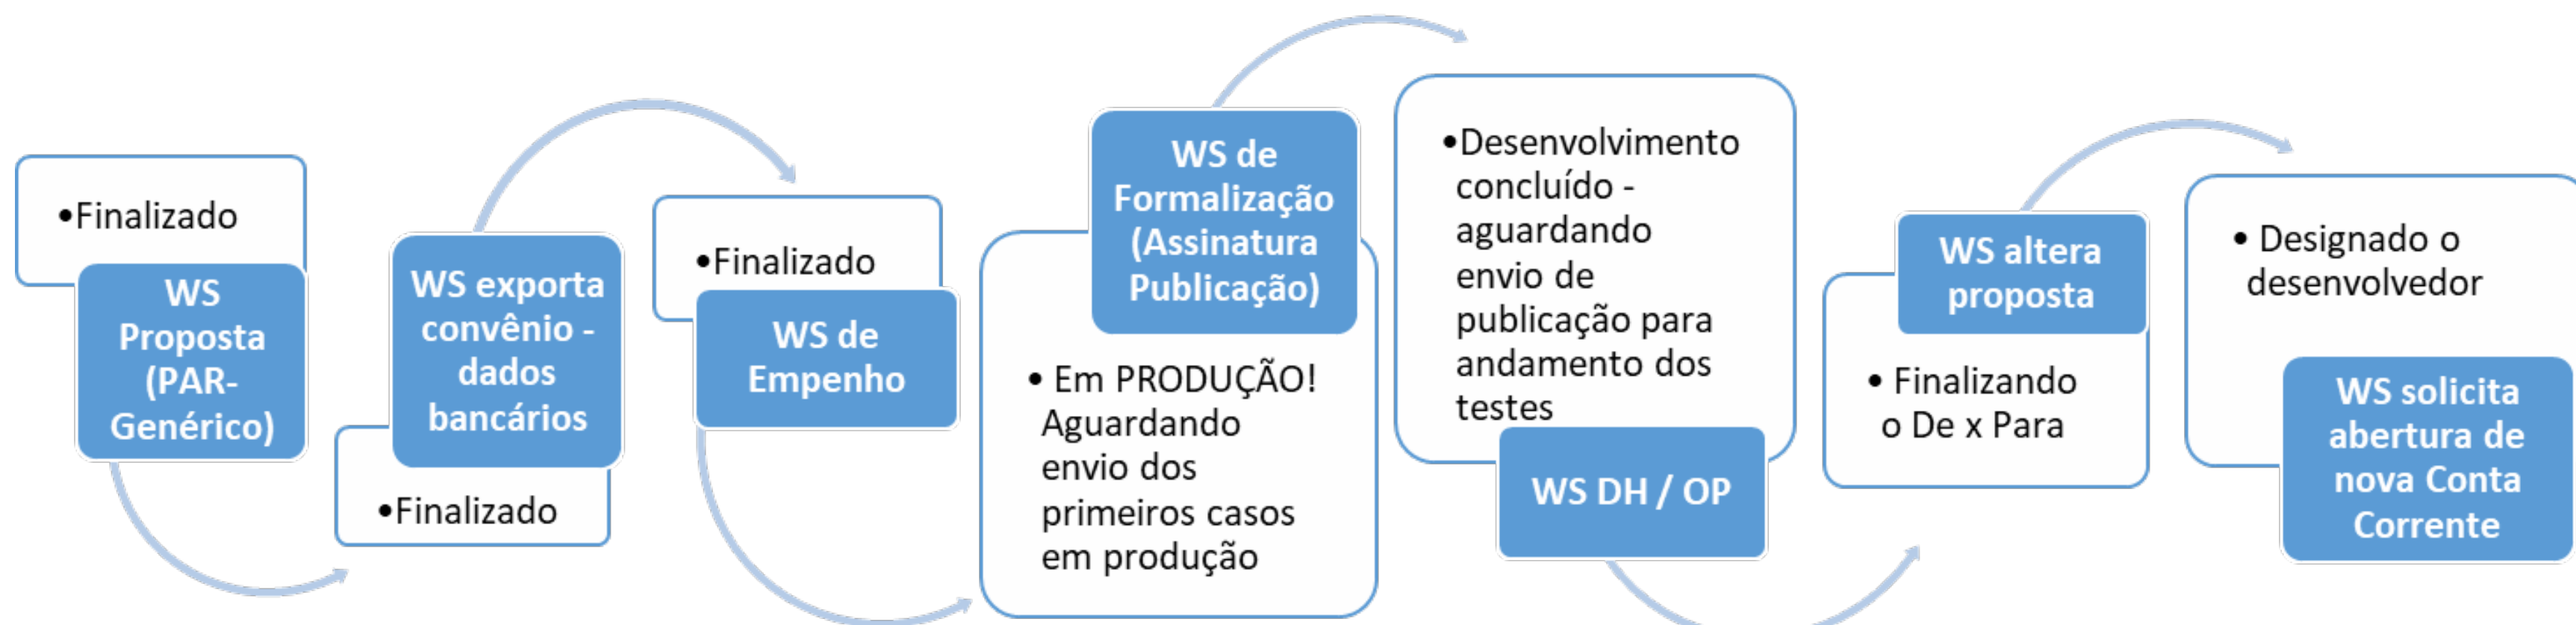 •Finalizado
WS
Proposta
(PAR-
Genérico)
WS exporta
convênio -
dados
bancários
•Finalizado
•Finalizado
WS de
Empenho
WS de
Formalização
(Assinatura
Publicação)
• Em PRODUÇÃO!
Aguardando
envio dos
primeiros casos
em produção
•Desenvolvimento
concluído -
aguardando
envio de
publicação para
andamento dos
testes
WS DH / OP
WS altera
proposta
• Finalizando
o De x Para
• Designado o
desenvolvedor
WS solicita
abertura de
nova Conta
Corrente